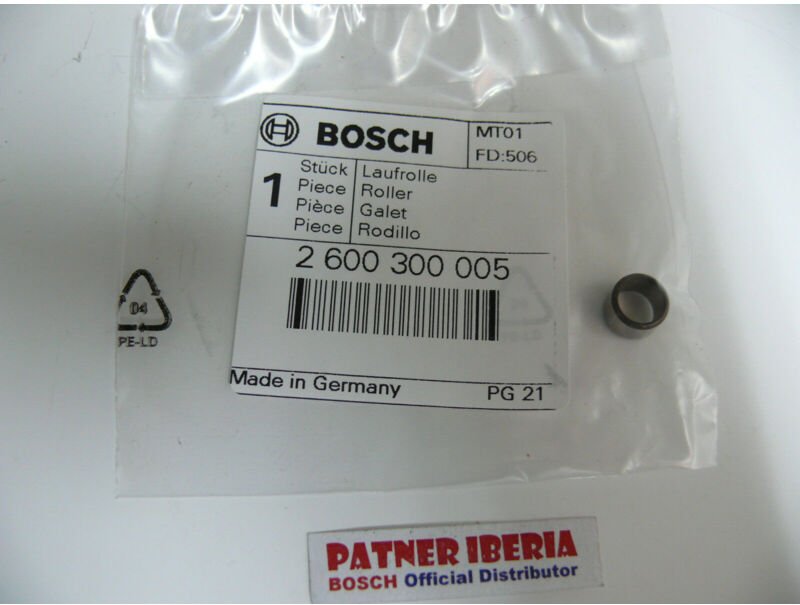 BOSCH
MT01
FD:506
1
Stück Laufrolle
Piece Roller
Pièce Galet
Piece Rodillo
2 600 300 005
Made in Germany PG 21
04
PE-LD
PATNER IBERIA
BOSCH Official Distributor